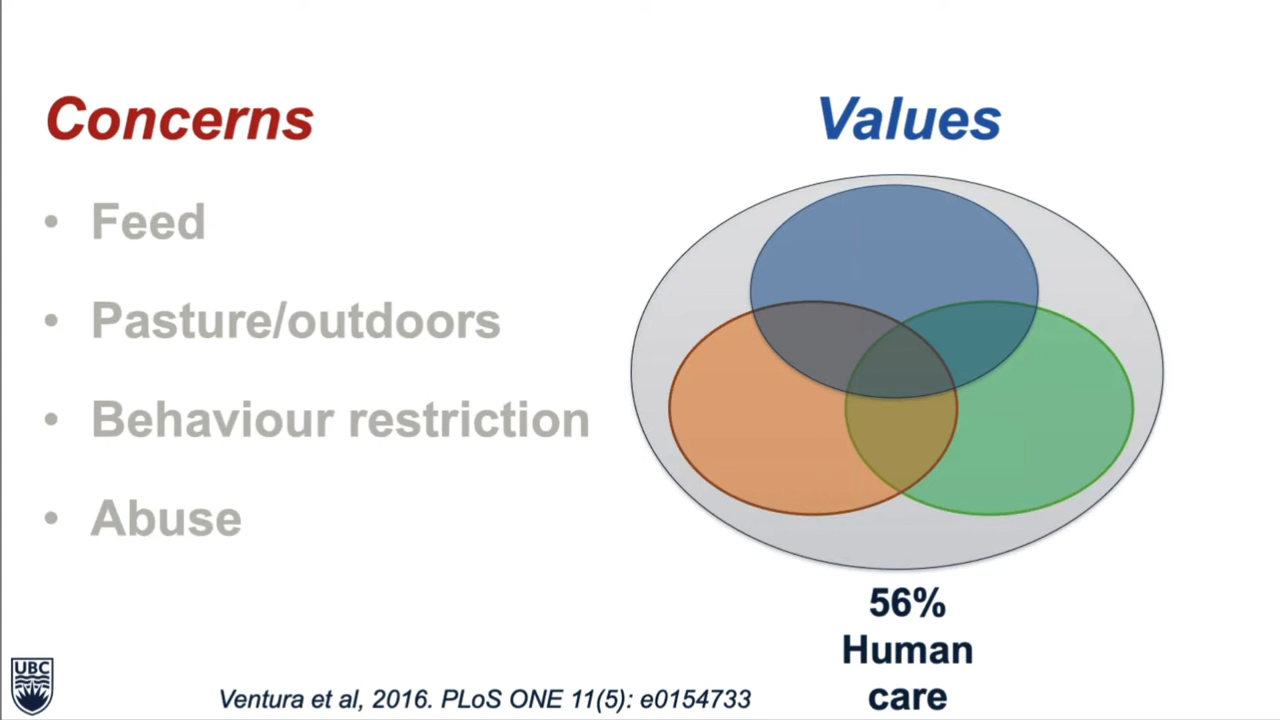 Concerns
• Feed
• Pasture/outdoors
• Behaviour restriction
• Abuse
Values
56%
Human
care
UBC
Ventura et al, 2016. PLoS ONE 11(5): e0154733